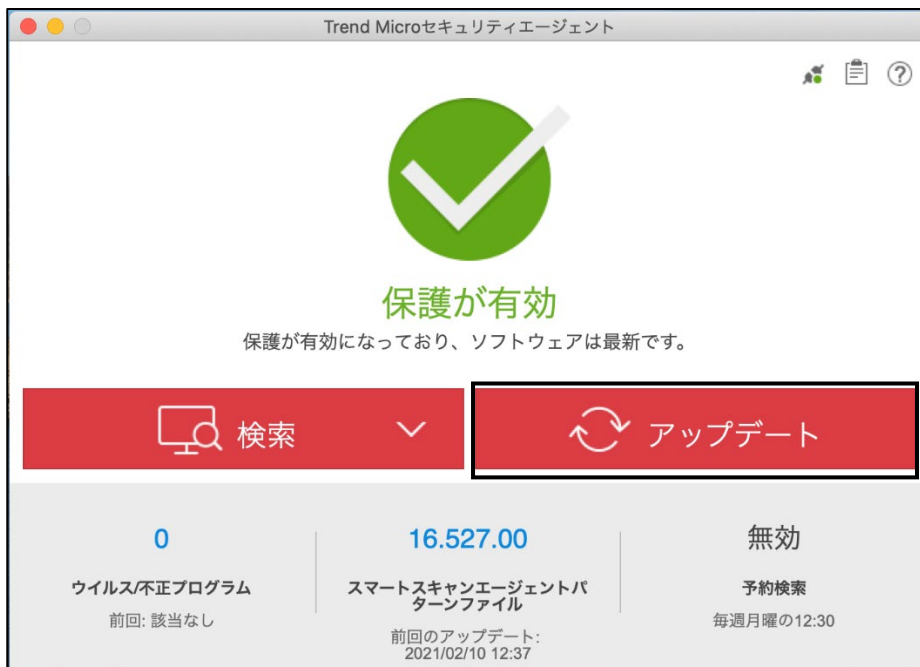 Trend Microセキュリティエージェント
保護が有効
保護が有効になっており、ソフトウェアは最新です。
検索
アップデート
0
ウイルス/不正プログラム
前回: 該当なし
16.527.00
スマートスキャンエージェントパ
ターンファイル
前回のアップデート:
2021/02/10 12:37
無効
予約検索
毎週月曜の12:30